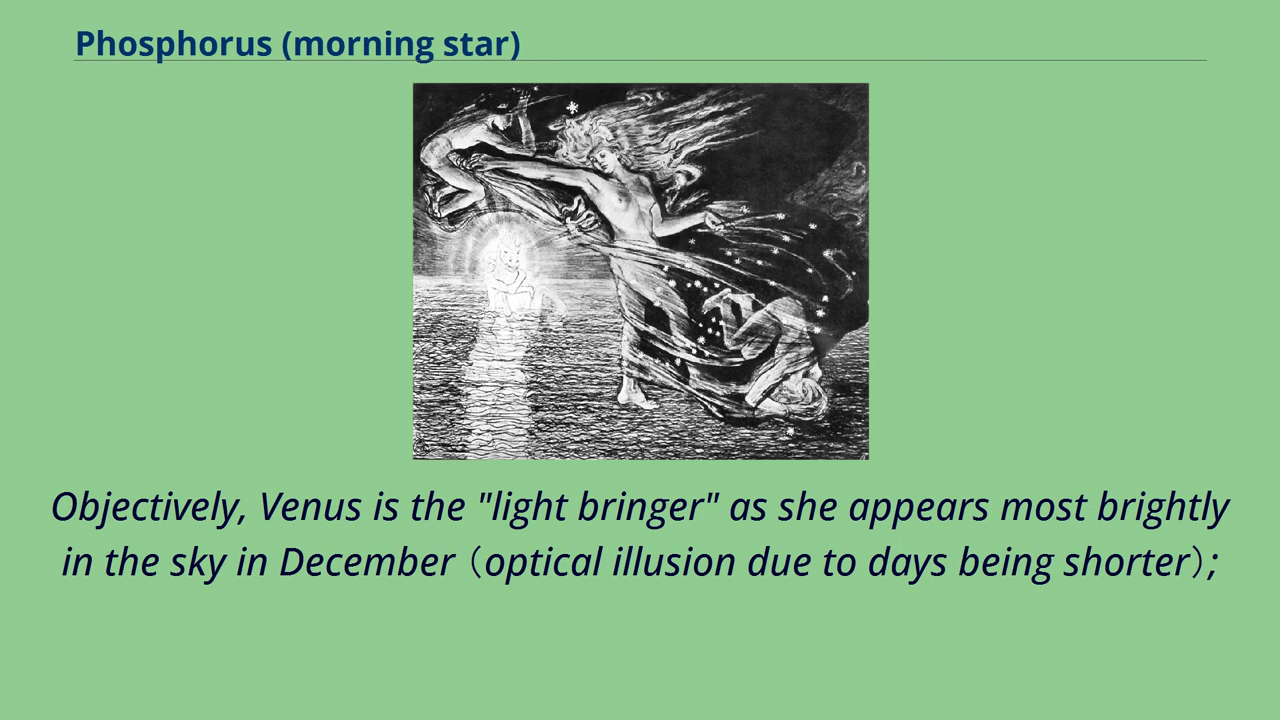 Phosphorus (morning star)
Objectively, Venus is the "light bringer" as she appears most brightly
in the sky in December（optical illusion due to days being shorter）;